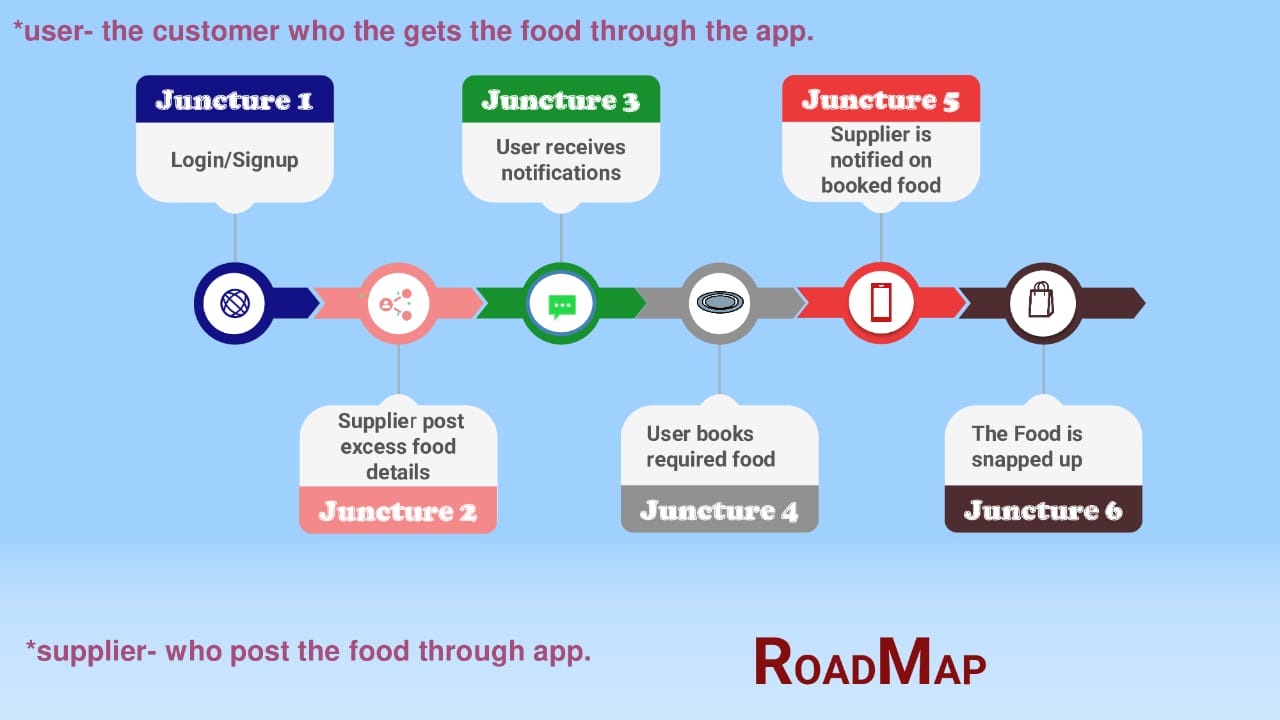 *user- the customer who the gets the food through the app.
Juncture 1
Login/Signup
Juncture 3
User receives
notifications
Juncture 5
Supplier is
notified on
booked food
Supplier post
excess food
details
Juncture 2
User books
required food
Juncture 4
The Food is
snapped up
Juncture 6
*supplier- who post the food through app.
ROADMAP